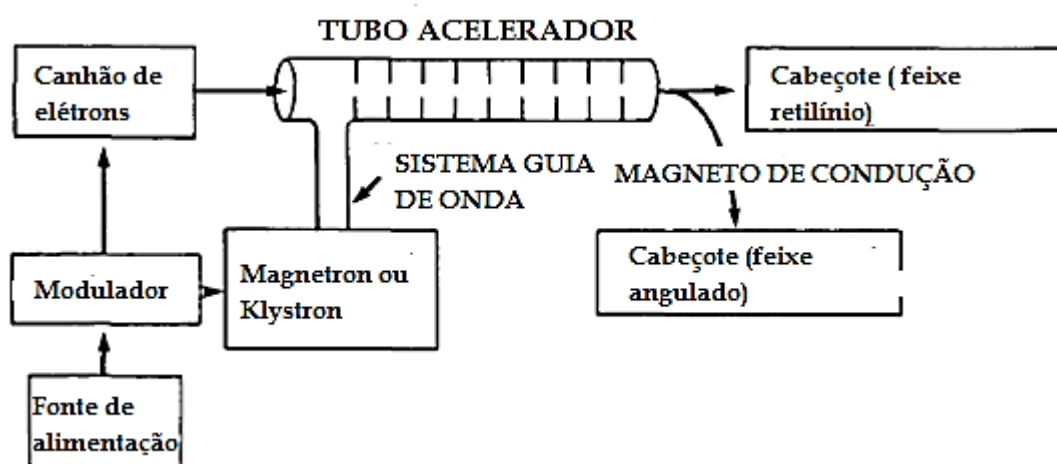 TUBO ACELERADOR
Canhão de
elétrons
Cabeçote ( feixe
retilínio)
SISTEMA GUIA
DE ONDA
MAGNETO DE CONDUÇÃO
Modulador
Magnetron ou
Klystron
Cabeçote (feixe
angulado)
Fonte de
alimentação